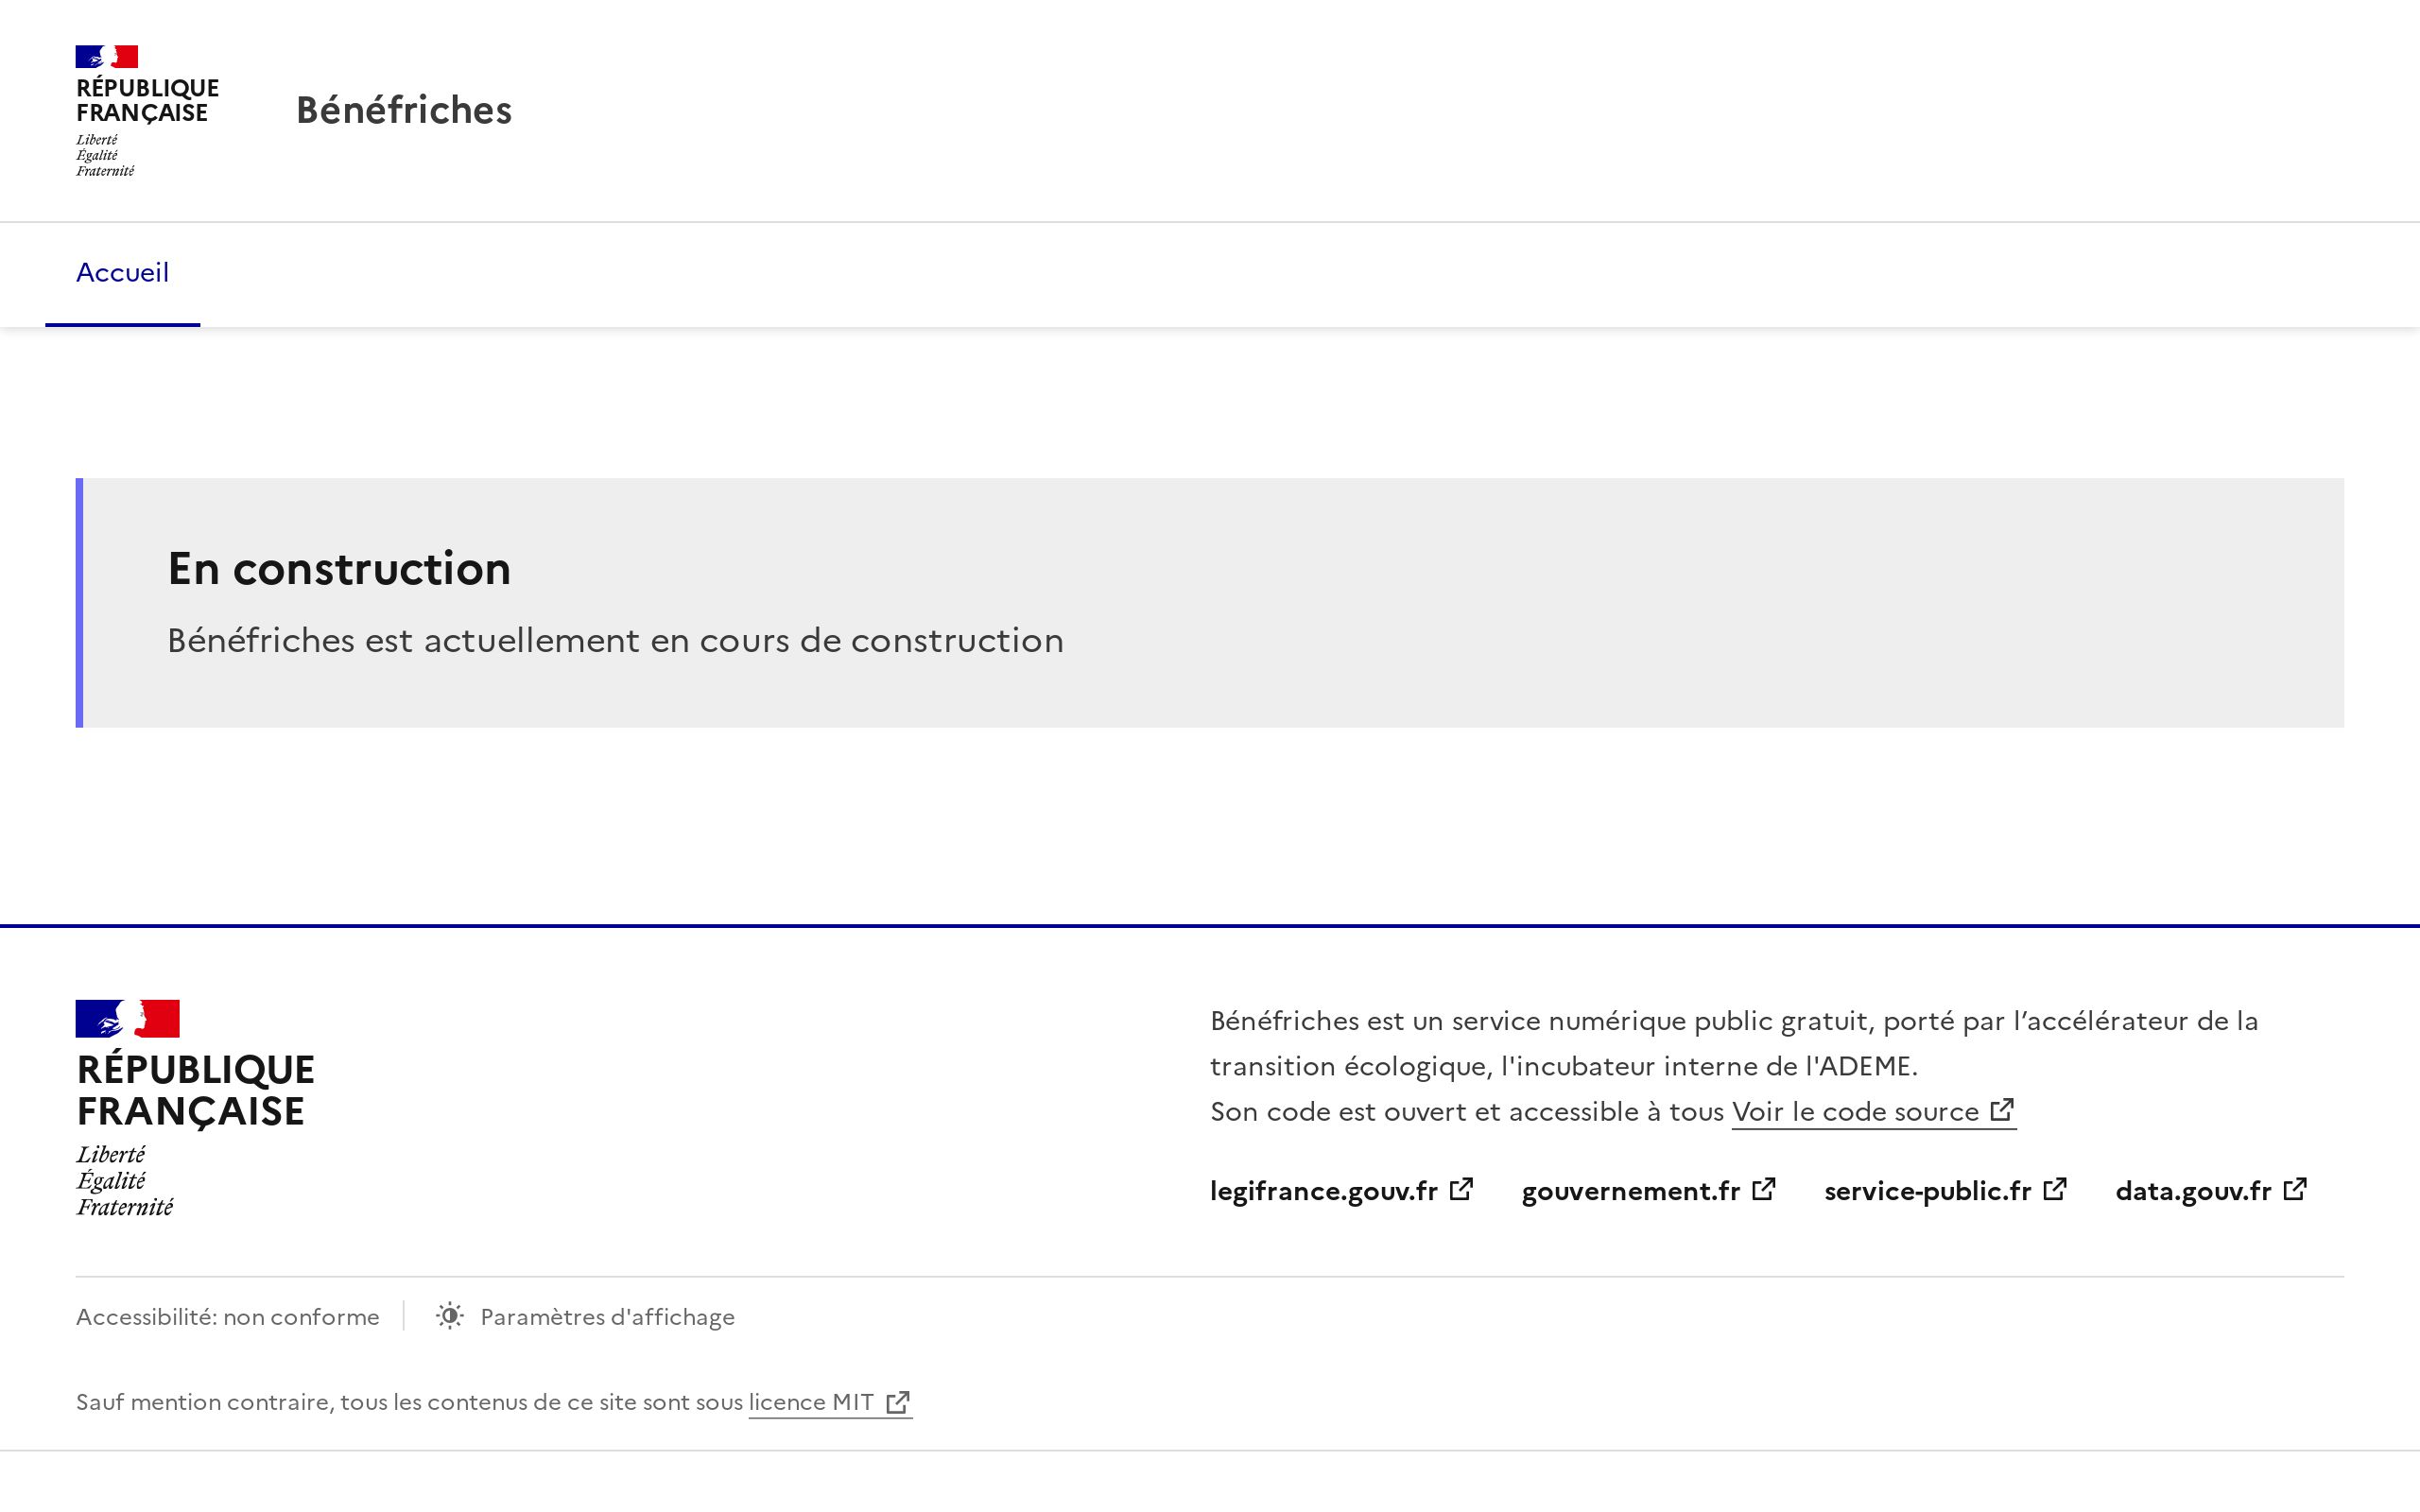 RÉPUBLIQUE
FRANÇAISE
Liberté
Égalité
Fraternité
Bénéfriches
Accueil
En construction
Bénéfriches est actuellement en cours de construction
RÉPUBLIQUE
FRANÇAISE
Liberté
Égalité
Fraternité
Bénéfriches est un service numérique public gratuit, porté par l’accélérateur de la
transition écologique, l'incubateur interne de l'ADEME.
Son code est ouvert et accessible à tous Voir le code source
legifrance.gouv.fr gouvernement.fr service-public.fr data.gouv.fr
Accessibilité: non conforme Paramètres d'affichage
Sauf mention contraire, tous les contenus de ce site sont sous licence MIT